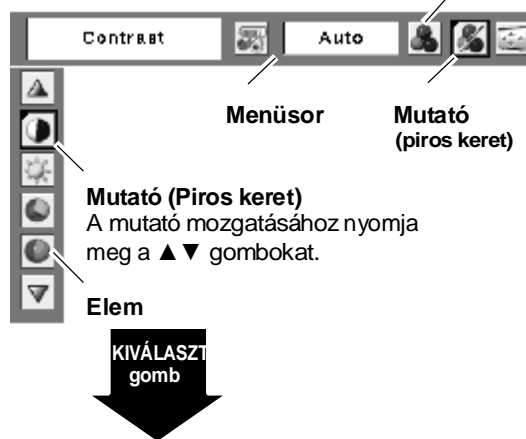 Contrast
Auto
Menüsor
Mutató
(piros keret)
Mutató (Piros keret)
A mutató mozgatásához nyomja
meg a ▲▼ gombokat.
Elem
KIVÁLASZT
gomb